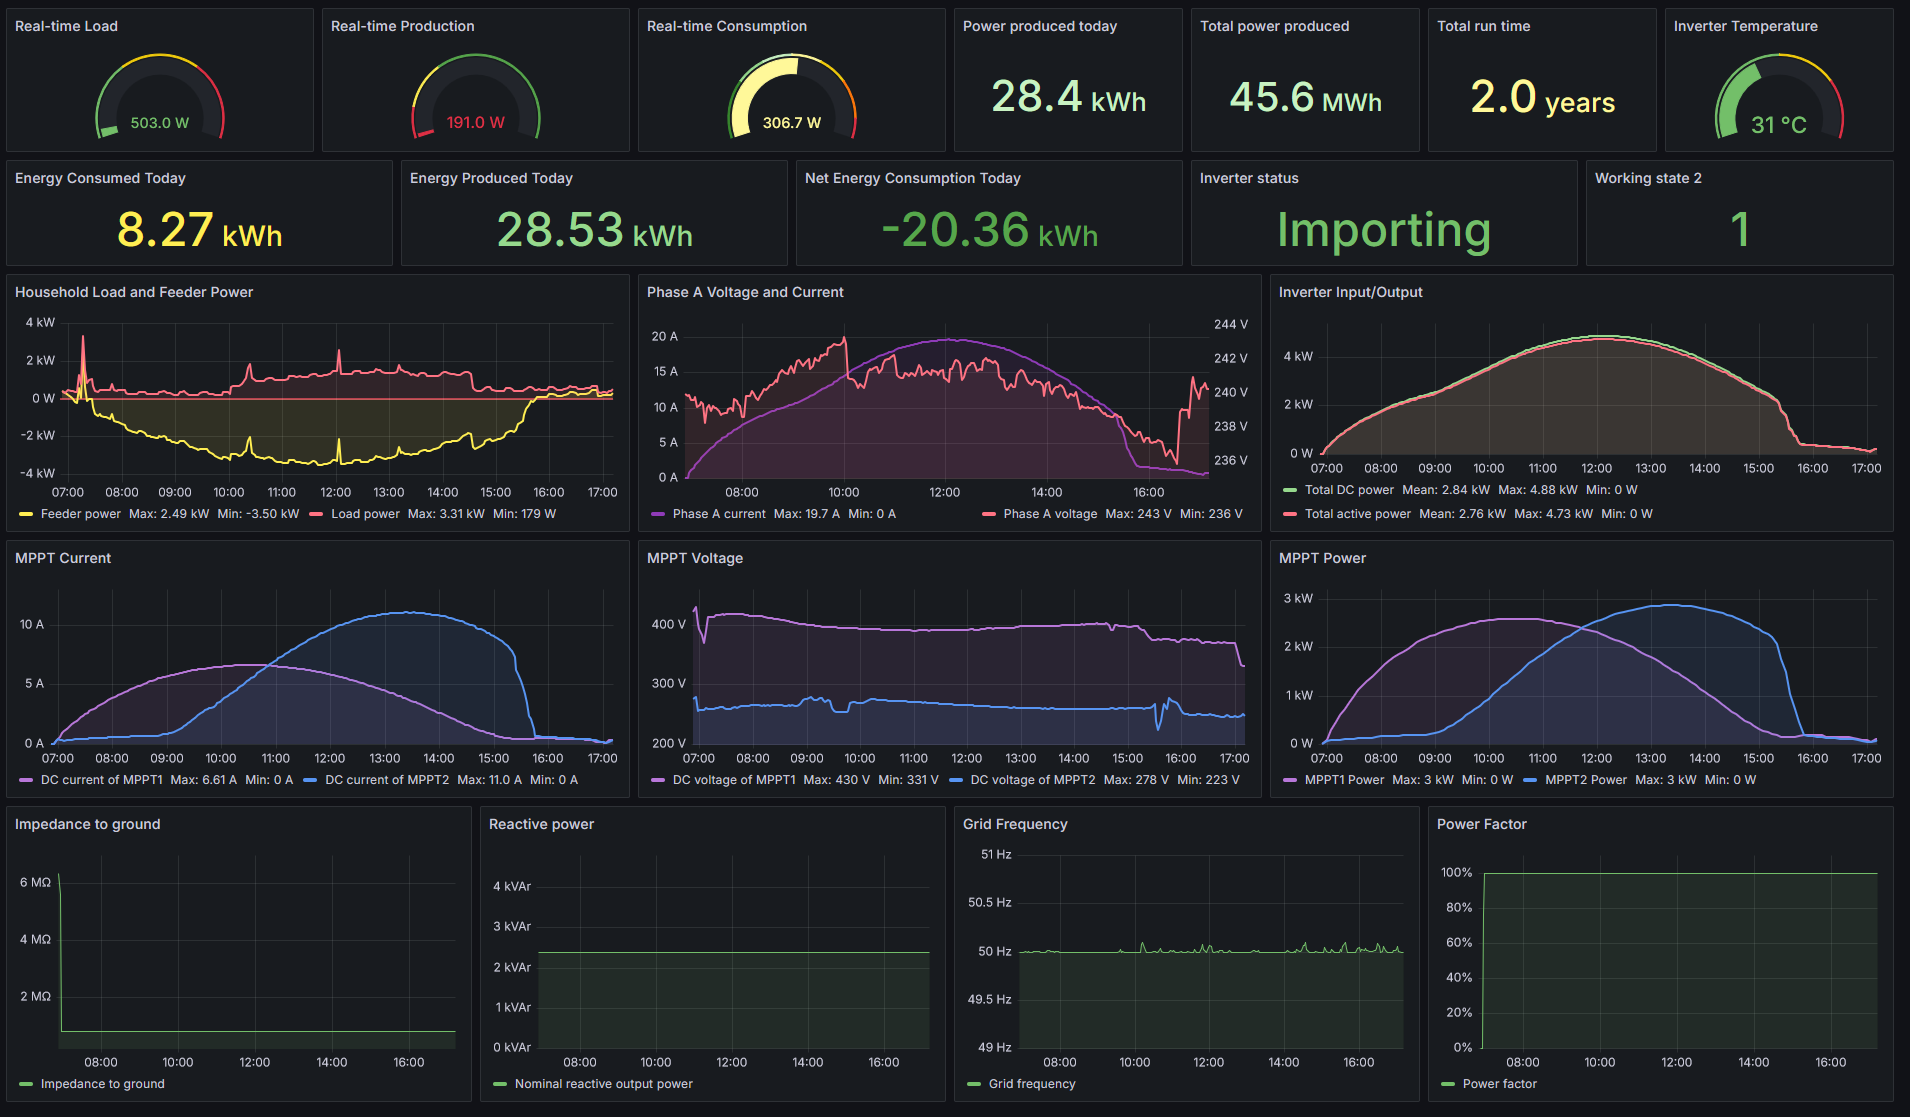 Real-time Load
503.0 W
Real-time Production
191.0 W
Real-time Consumption
306.7 W
Power produced today
28.4 kWh
Total power produced
45.6 MWh
Total run time
2.0 years
Inverter Temperature
31 °C
Energy Consumed Today
8.27 kWh
Energy Produced Today
28.53 kWh
Net Energy Consumption Today
-20.36 kWh
Inverter status
Importing
Working state 2
1
Household Load and Feeder Power
4 kW
2 kW
0 W
-2 kW
-4 kW
07:00 08:00 09:00 10:00 11:00 12:00 13:00 14:00 15:00 16:00 17:00
Feeder power Max: 2.49 kW Min: -3.50 kW Load power Max: 3.31 kW Min: 179 W
Phase A Voltage and Current
20 A
15 A
10 A
5 A
0 A
244 V
242 V
240 V
238 V
236 V
08:00 10:00 12:00 14:00 16:00
Phase A current Max: 19.7 A Min: 0 A Phase A voltage Max: 243 V Min: 236 V
Inverter Input/Output
4 kW
2 kW
0 W
07:00 08:00 09:00 10:00 11:00 12:00 13:00 14:00 15:00 16:00 17:00
Total DC power Mean: 2.84 kW Max: 4.88 kW Min: 0 W
Total active power Mean: 2.76 kW Max: 4.73 kW Min: 0 W
MPPT Current
10 A
5 A
0 A
07:00 08:00 09:00 10:00 11:00 12:00 13:00 14:00 15:00 16:00 17:00
DC current of MPPT1 Max: 6.61 A Min: 0 A DC current of MPPT2 Max: 11.0 A Min: 0 A
MPPT Voltage
400 V
300 V
200 V
07:00 08:00 09:00 10:00 11:00 12:00 13:00 14:00 15:00 16:00 17:00
DC voltage of MPPT1 Max: 430 V Min: 331 V DC voltage of MPPT2 Max: 278 V Min: 223 V
MPPT Power
3 kW
2 kW
1 kW
0 W
07:00 08:00 09:00 10:00 11:00 12:00 13:00 14:00 15:00 16:00 17:00
MPPT1 Power Max: 3 kW Min: 0 W MPPT2 Power Max: 3 kW Min: 0 W
Impedance to ground
6 MΩ
4 MΩ
2 MΩ
08:00 10:00 12:00 14:00 16:00
Impedance to ground
Reactive power
4 kVAr
3 kVAr
2 kVAr
1 kVAr
0 kVAr
08:00 10:00 12:00 14:00 16:00
Nominal reactive output power
Grid Frequency
51 Hz
50.5 Hz
50 Hz
49.5 Hz
49 Hz
08:00 10:00 12:00 14:00 16:00
Grid frequency
Power Factor
100%
80%
60%
40%
20%
0%
08:00 10:00 12:00 14:00 16:00
Power factor